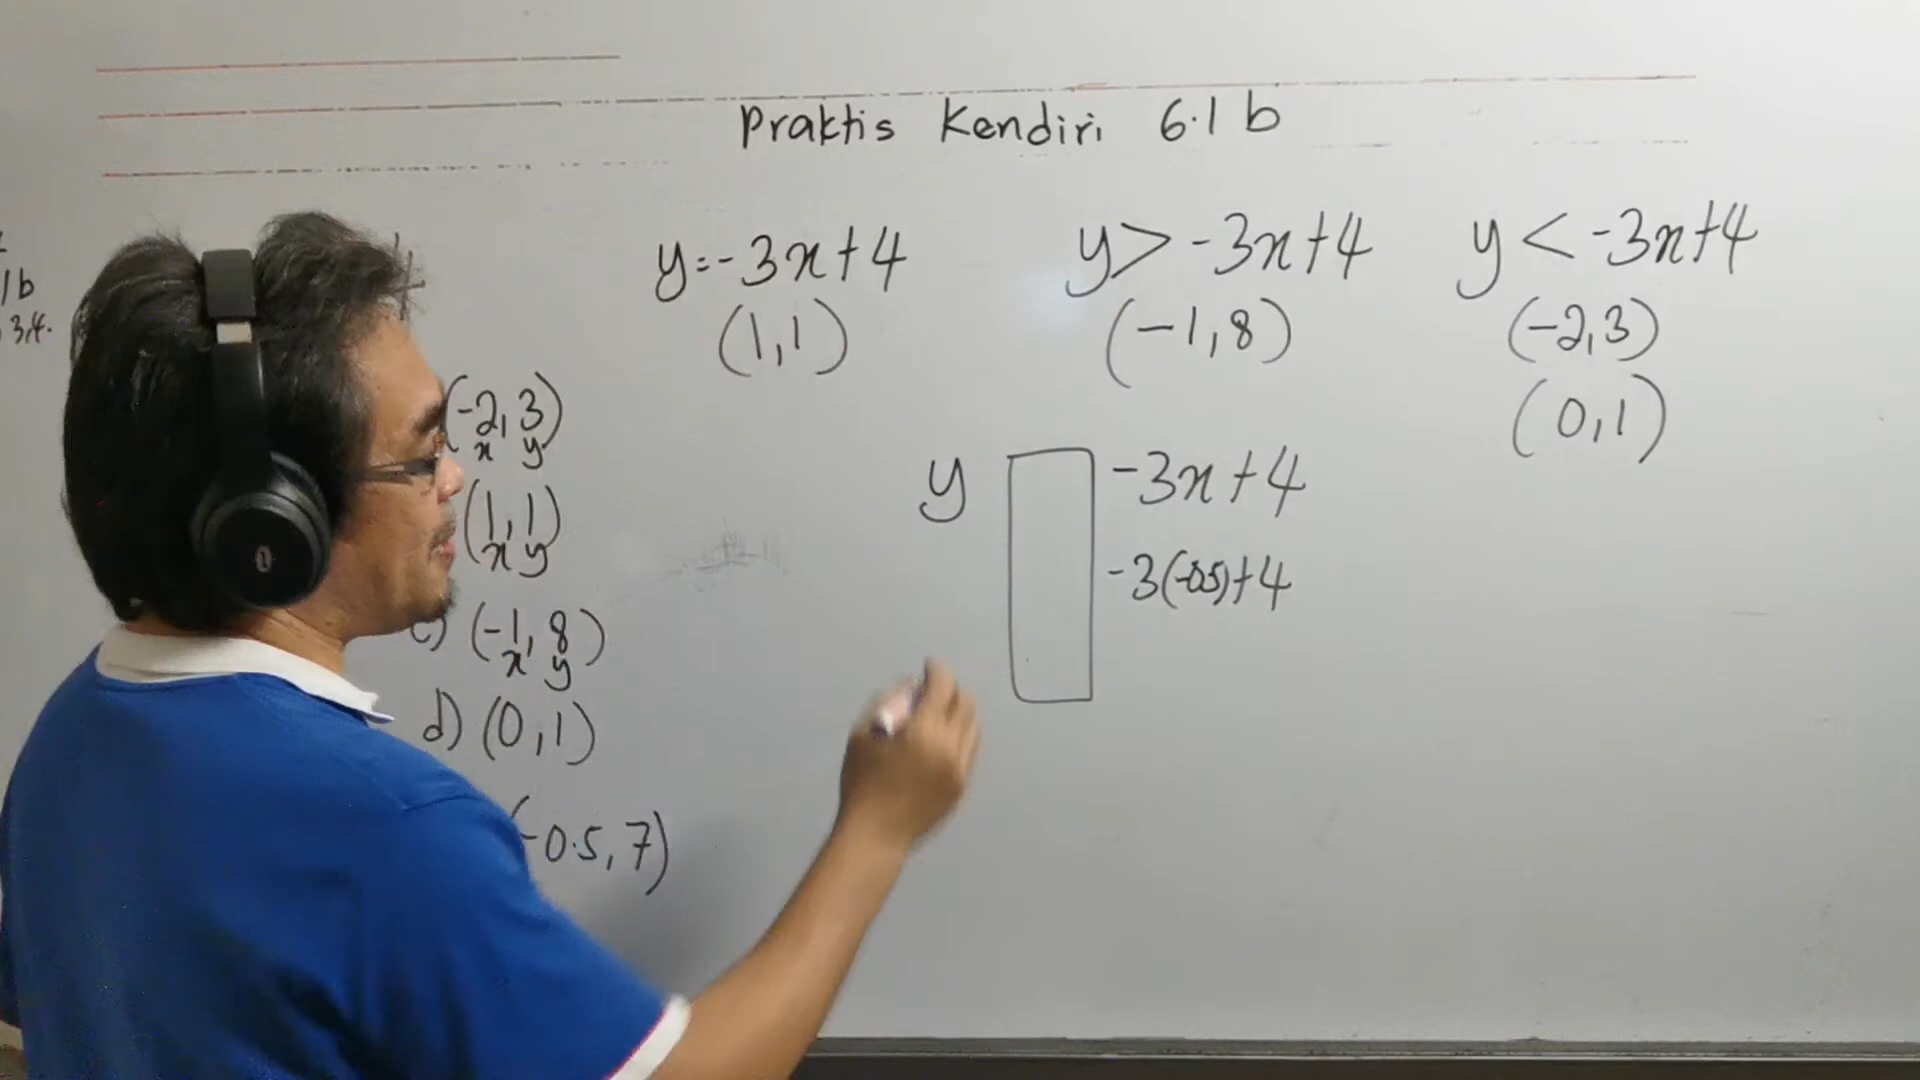 Praktis Kendiri 6.1 b
1b
3,4.
y=-3x+4
(1,1)
y>-3x+4
(-1,8)
y<-3x+4
(-2,3)
(0,1)
(-2,3)
x y
(1,1)
x y
c) (-1,8)
x y
d) (0,1)
(-0.5,7)
y -3x+4
-3(-0.5)+4